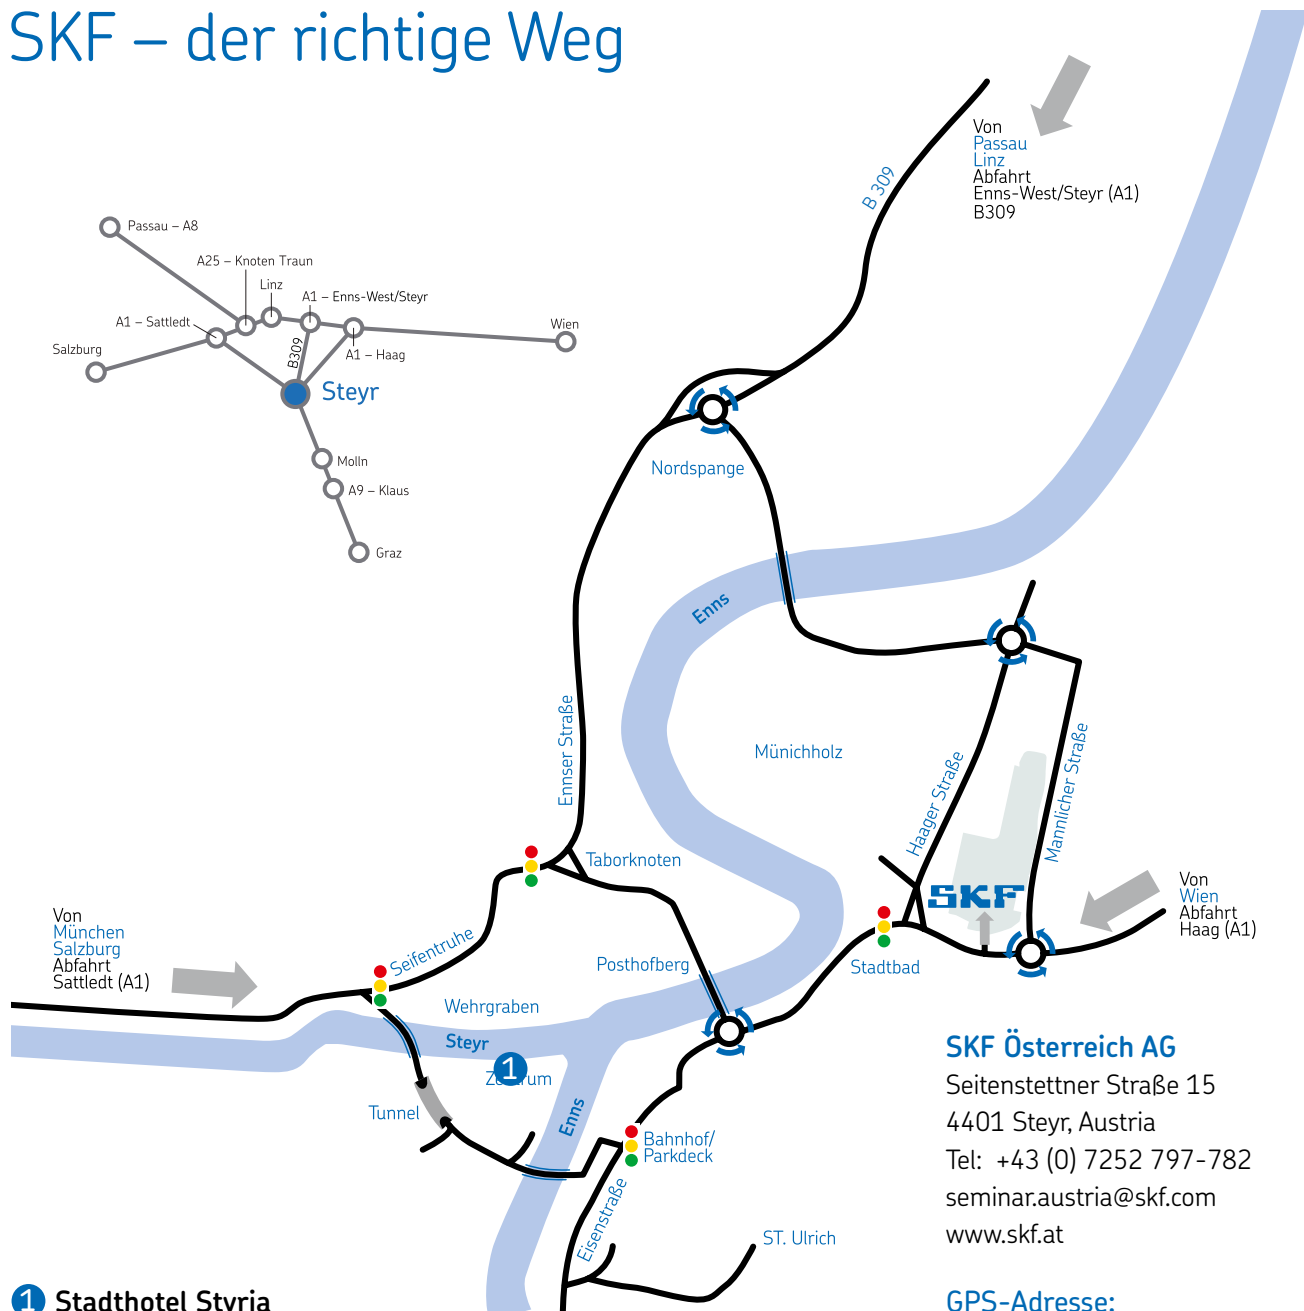 SKF – der richtige Weg
Von
Passau
Linz
Abfahrt
Enns-West/Steyr (A1)
B309
B 309
Passau – A8
A25 – Knoten Traun
Linz
A1 – Enns-West/Steyr
A1 – Sattledt
Wien
Salzburg
B309
A1 – Haag
Steyr
Molln
A9 – Klaus
Graz
Nordspange
Enns
Ennser Straße
Münichholz
Haager Straße
Mannlicher Straße
Taborknoten
SKF
Von
Wien
Abfahrt
Haag (A1)
Von
München
Salzburg
Abfahrt
Sattledt (A1)
Seifentruhe
Posthofberg
Stadtbad
Wehrgraben
Steyr
1
Zentrum
Tunnel
Enns
Bahnhof/
Parkdeck
Eisenstraße
ST. Ulrich
SKF Österreich AG
Seitenstettner Straße 15
4401 Steyr, Austria
Tel: +43 (0) 7252 797-782
seminar.austria@skf.com
www.skf.at
1 Stadthotel Styria
GPS-Adresse: